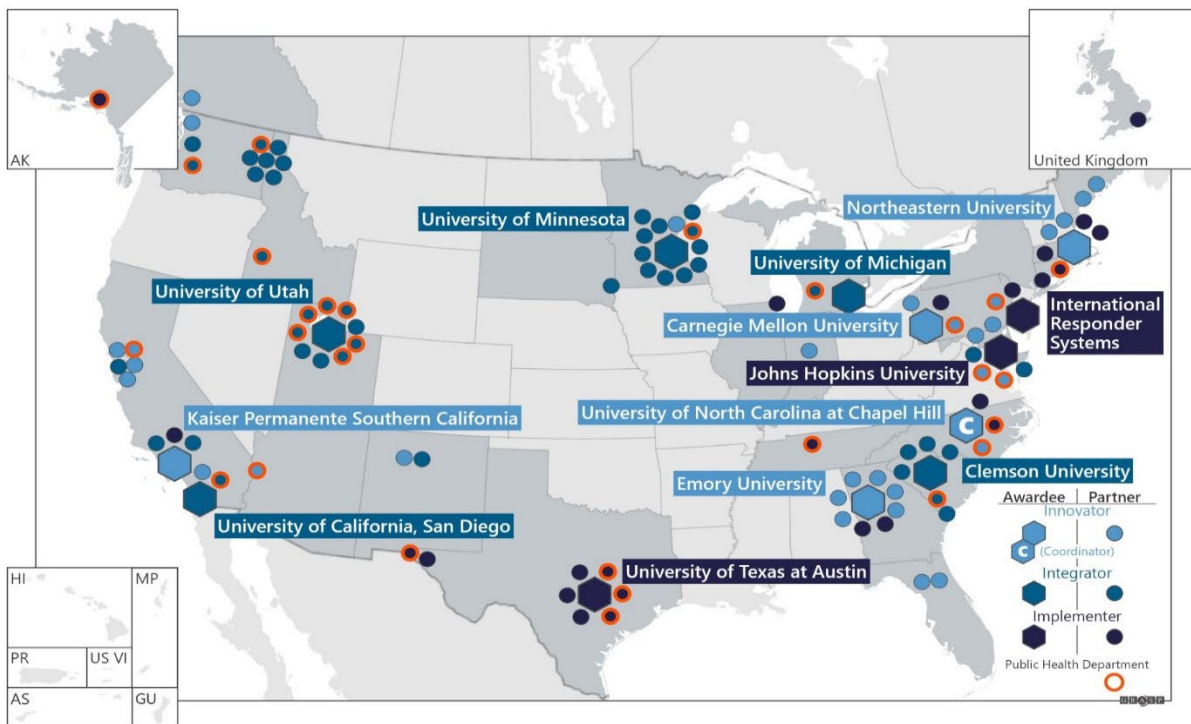 AK
United Kingdom
Northeastern University
University of Minnesota
University of Michigan
University of Utah
Carnegie Mellon University
International
Responder
Systems
Johns Hopkins University
Kaiser Permanente Southern California
University of North Carolina at Chapel Hill
C
Emory University
Clemson University
University of California, San Diego
University of Texas at Austin
Awardee Partner
Innovator
C (Coordinator)
Integrator
Implementer
Public Health Department
HI
MP
PR
US VI
AS
GU
GRASP